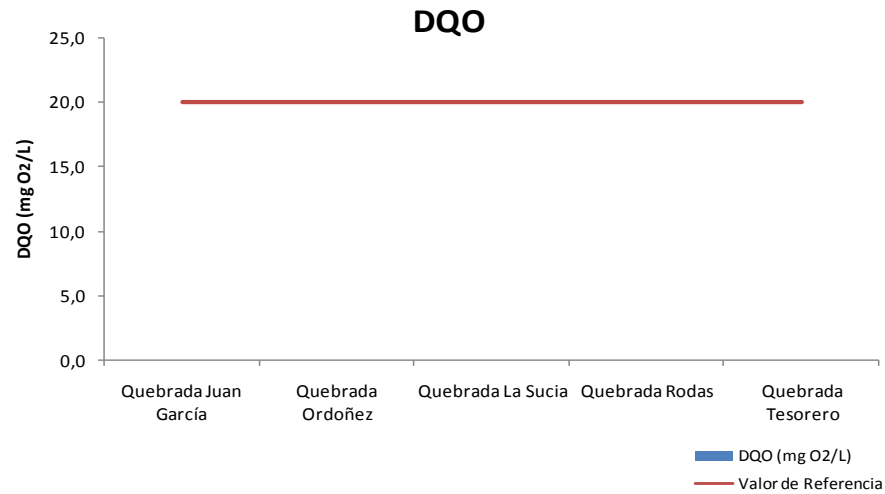 DQO
25,0
20,0
15,0
10,0
5,0
0,0
DQO (mg O2/L)
Quebrada Juan García
Quebrada Ordoñez
Quebrada La Sucia
Quebrada Rodas
Quebrada Tesorero
DQO (mg O2/L)
Valor de Referencia